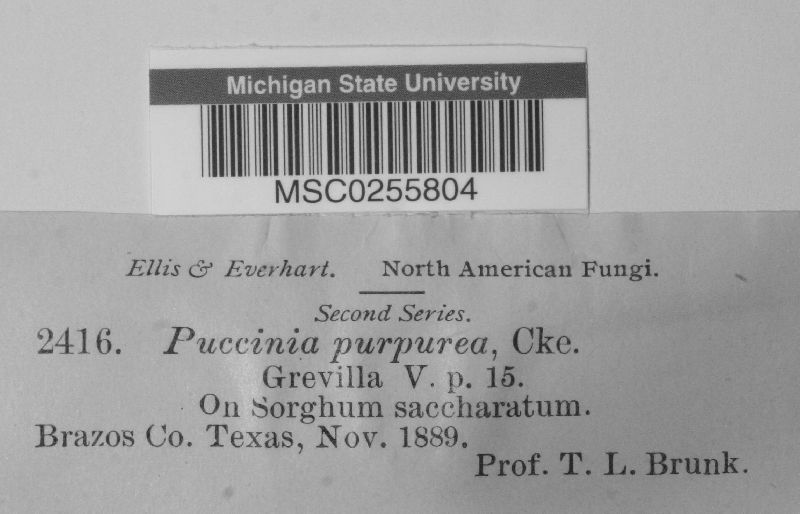 Michigan State University
MSC0255804
Ellis & Everhart. North American Fungi.
Second Series.
2416. Puccinia purpurea, Cke.
Grevilla V. p. 15.
On Sorghum saccharatum.
Brazos Co. Texas, Nov. 1889.
Prof. T. L. Brunk.